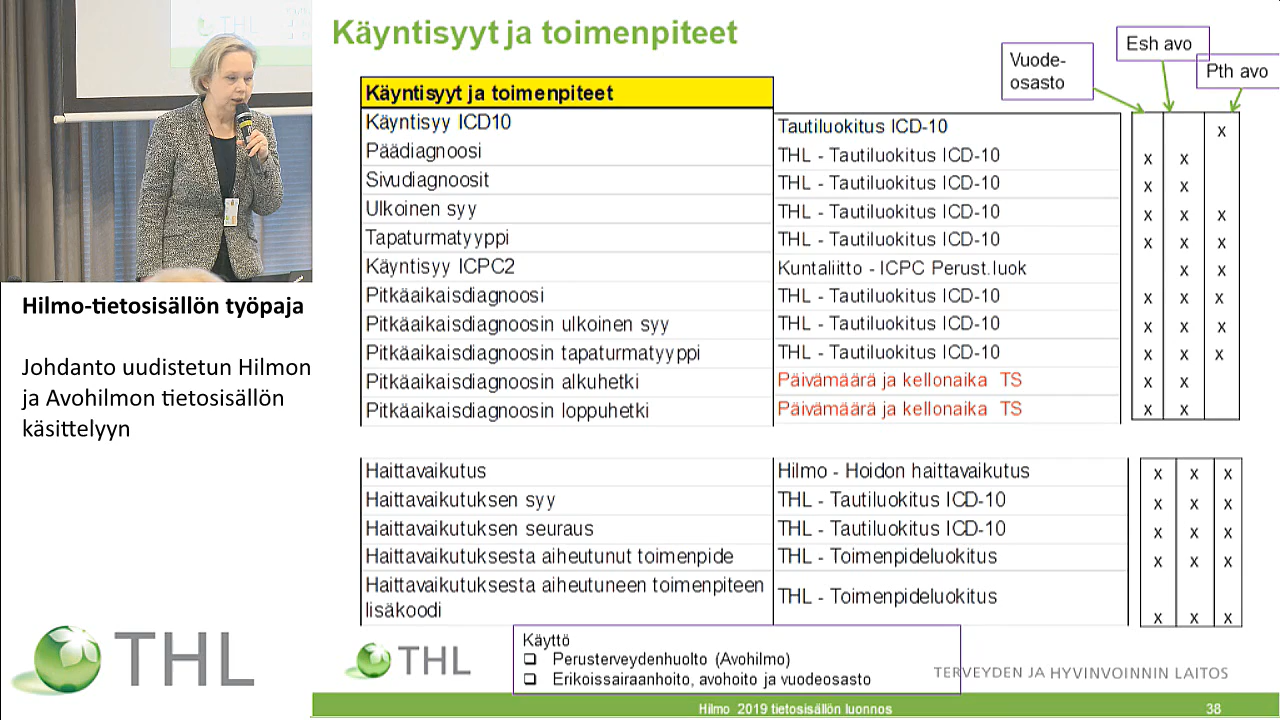 THL
Käyntisyyt ja toimenpiteet
Vuode-
osasto
Esh avo
Pth avo
Käyntisyyt ja toimenpiteet
Käyntisyy ICD10 Tautiluokitus ICD-10 x
Päädiagnoosi THL - Tautiluokitus ICD-10 x x
Sivudiagnoosit THL - Tautiluokitus ICD-10 x x
Ulkoinen syy THL - Tautiluokitus ICD-10 x x x
Tapaturmatyyppi THL - Tautiluokitus ICD-10 x x x
Käyntisyy ICPC2 Kuntaliitto - ICPC Perust.luok x x
Pitkäaikaisdiagnoosi THL - Tautiluokitus ICD-10 x x x
Pitkäaikaisdiagnoosin ulkoinen syy THL - Tautiluokitus ICD-10 x x x
Pitkäaikaisdiagnoosin tapaturmatyyppi THL - Tautiluokitus ICD-10 x x x
Pitkäaikaisdiagnoosin alkuhetki Päivämäärä ja kellonaika TS x x
Pitkäaikaisdiagnoosin loppuhetki Päivämäärä ja kellonaika TS x x
Haittavaikutus Hilmo - Hoidon haittavaikutus x x x
Haittavaikutuksen syy THL - Tautiluokitus ICD-10 x x x
Haittavaikutuksen seuraus THL - Tautiluokitus ICD-10 x x x
Haittavaikutuksesta aiheutunut toimenpide THL - Toimenpideluokitus x x x
Haittavaikutuksesta aiheutuneen toimenpiteen
lisäkoodi THL - Toimenpideluokitus x x x
Hilmo-tietosisällön työpaja
Johdanto uudistetun Hilmon
ja Avohilmon tietosisällön
käsittelyyn
THL
THL
Käyttö
Perusterveydenhuolto (Avohilmo)
Erikoissairaanhoito, avohoito ja vuodeosasto
TERVEYDEN JA HYVINVOINNIN LAITOS
Hilmo 2019 tietosisällön luonnos
38